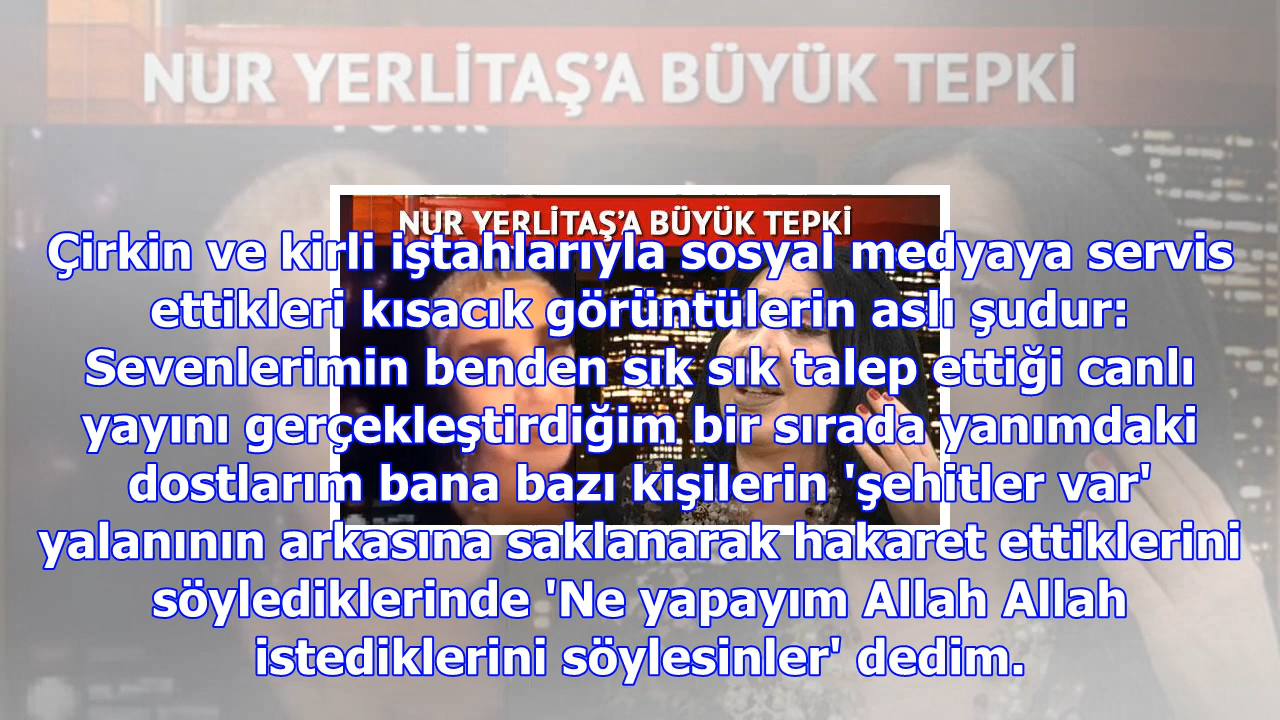 NUR YERLİTAŞ'A BÜYÜK TEPKİ
NUR YERLİTAŞ'A BÜYÜK TEPKİ
Çirkin ve kirli iştahlarıyla sosyal medyaya servis
ettikleri kısacık görüntülerin aslı şudur:
Sevenlerimin benden sık sık talep ettiği canlı
yayını gerçekleştirdiğim bir sırada yanımdaki
dostlarım bana bazı kişilerin 'şehitler var'
yalanının arkasına saklanarak hakaret ettiklerini
söylediklerinde 'Ne yapayım Allah Allah
istediklerini söylesinler' dedim.